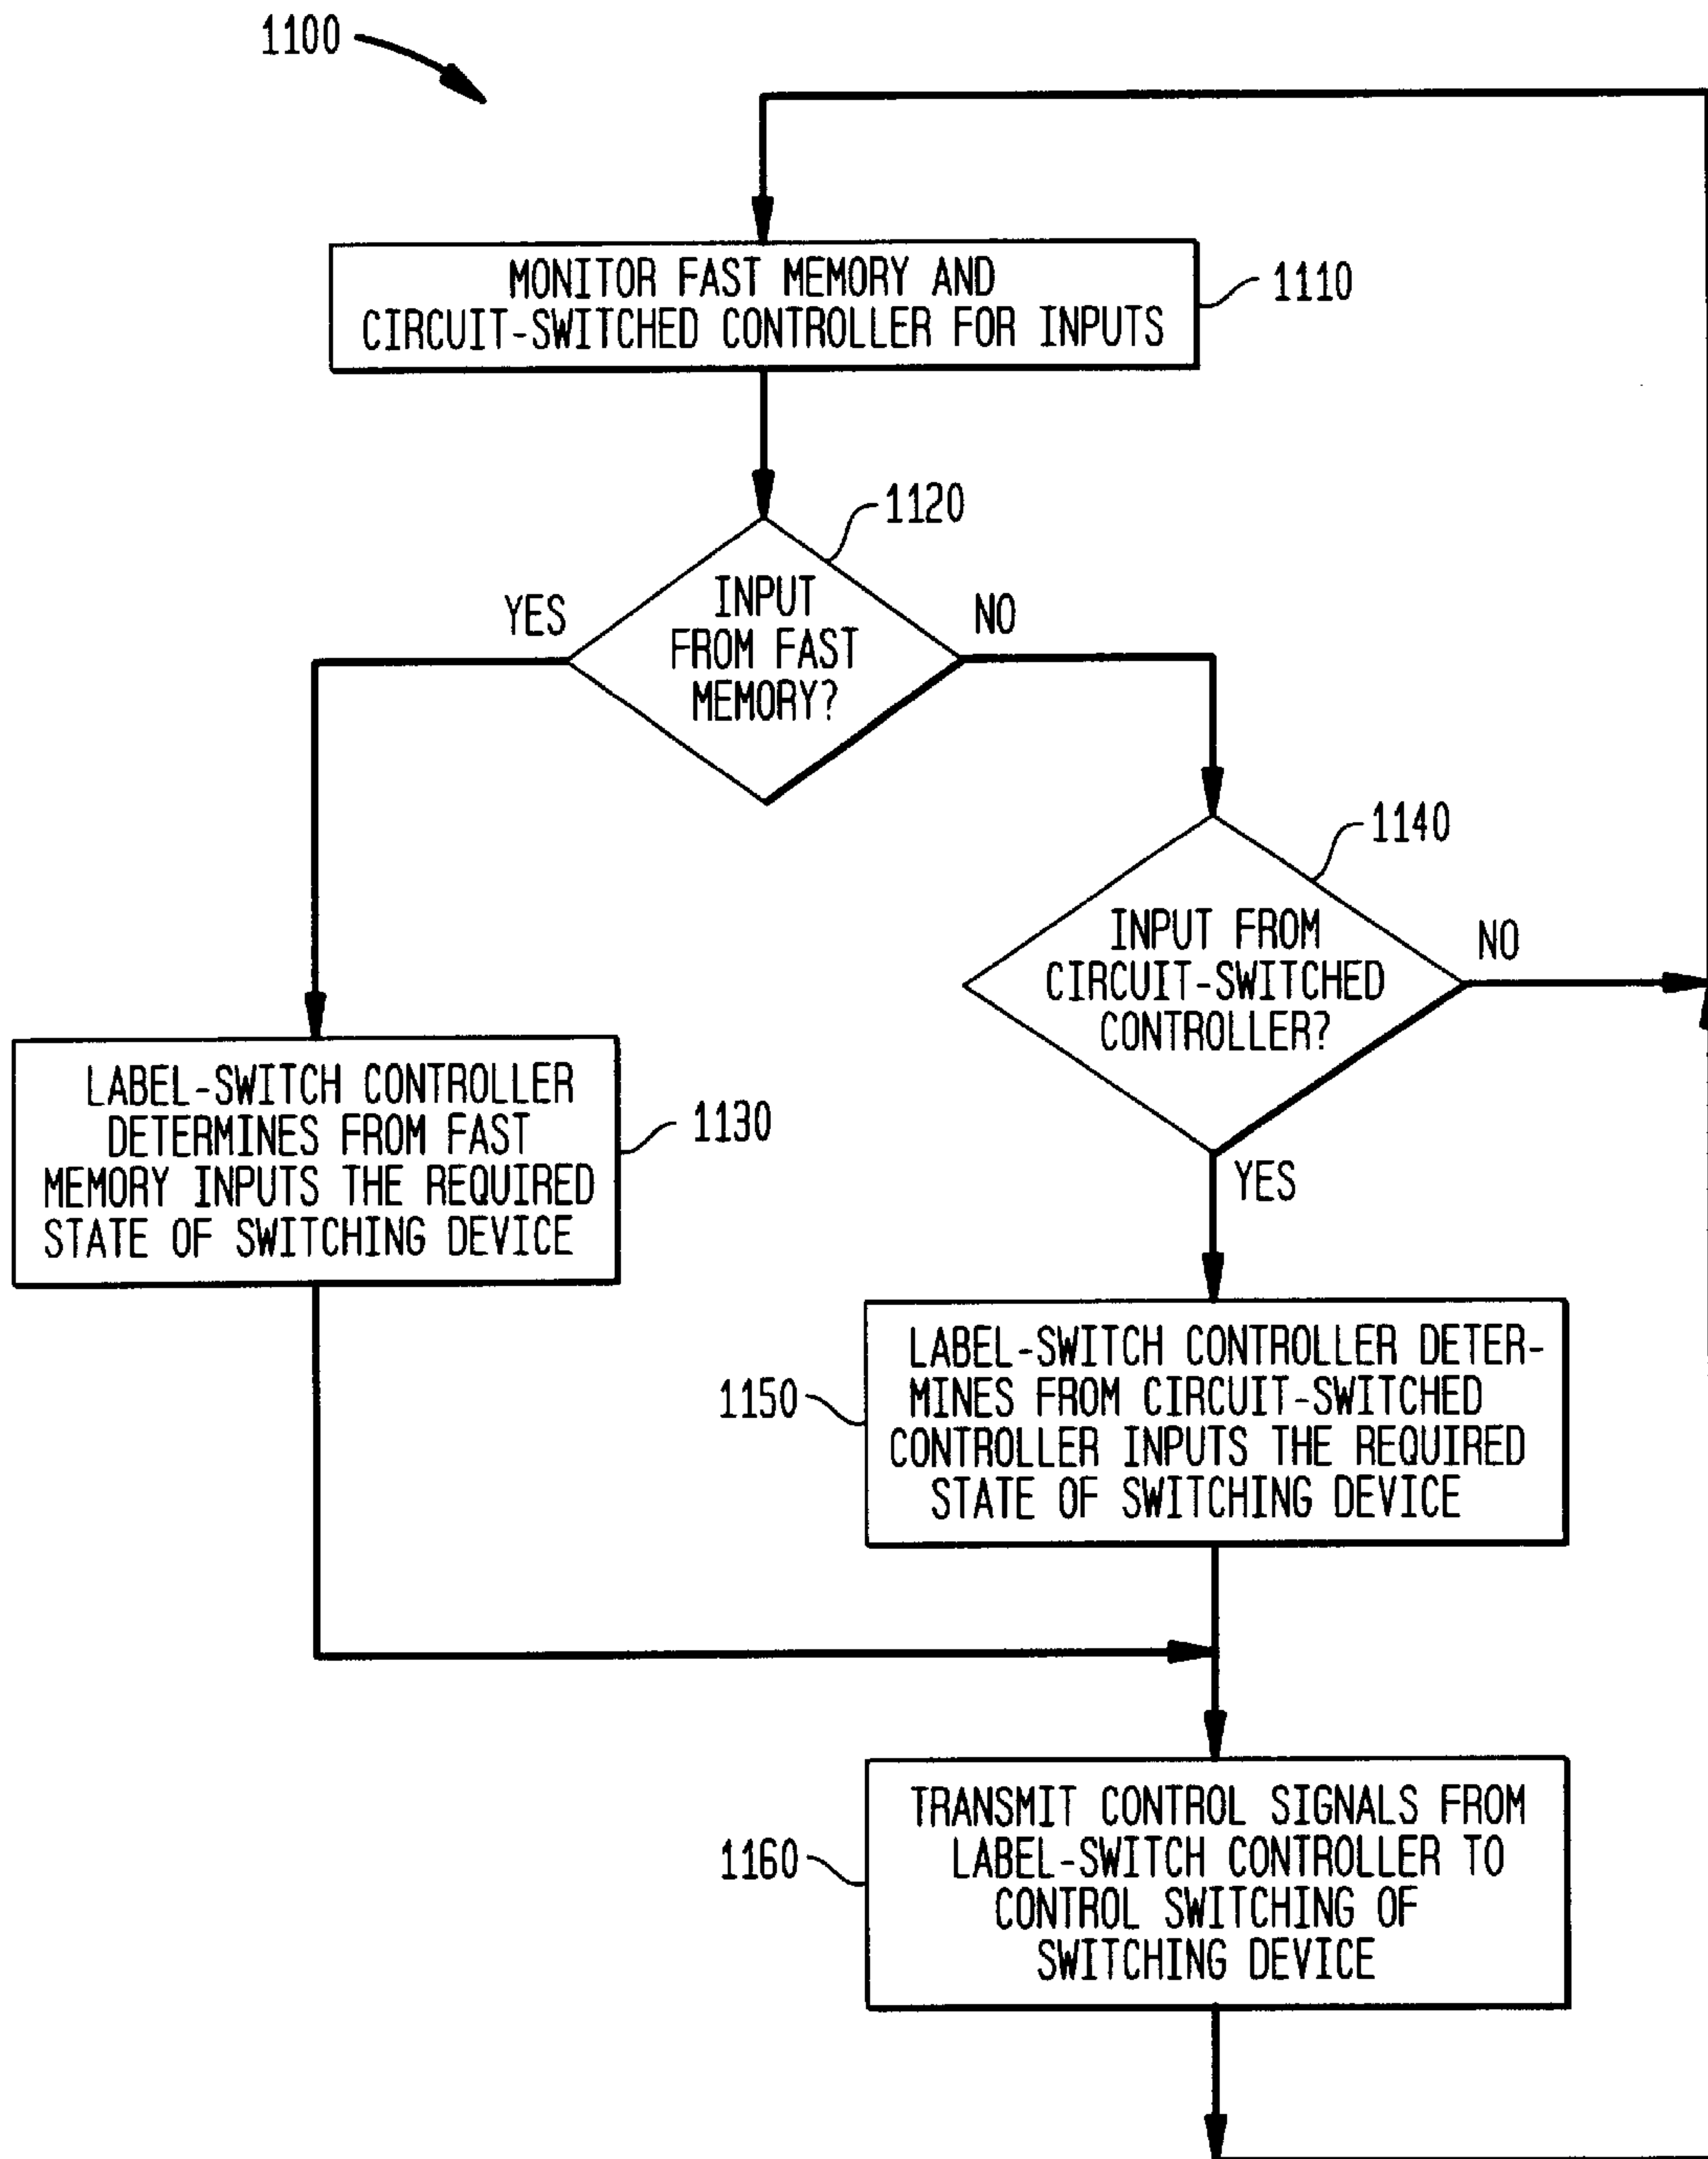 1100
MONITOR FAST MEMORY AND
CIRCUIT-SWITCHED CONTROLLER FOR INPUTS
1110
1120
YES
INPUT
FROM FAST
MEMORY?
NO
1140
INPUT FROM
CIRCUIT-SWITCHED
CONTROLLER?
NO
YES
LABEL-SWITCH CONTROLLER
DETERMINES FROM FAST
MEMORY INPUTS THE REQUIRED
STATE OF SWITCHING DEVICE
1130
1150
LABEL-SWITCH CONTROLLER DETER-
MINES FROM CIRCUIT-SWITCHED
CONTROLLER INPUTS THE REQUIRED
STATE OF SWITCHING DEVICE
1160
TRANSMIT CONTROL SIGNALS FROM
LABEL-SWITCH CONTROLLER TO
CONTROL SWITCHING OF
SWITCHING DEVICE